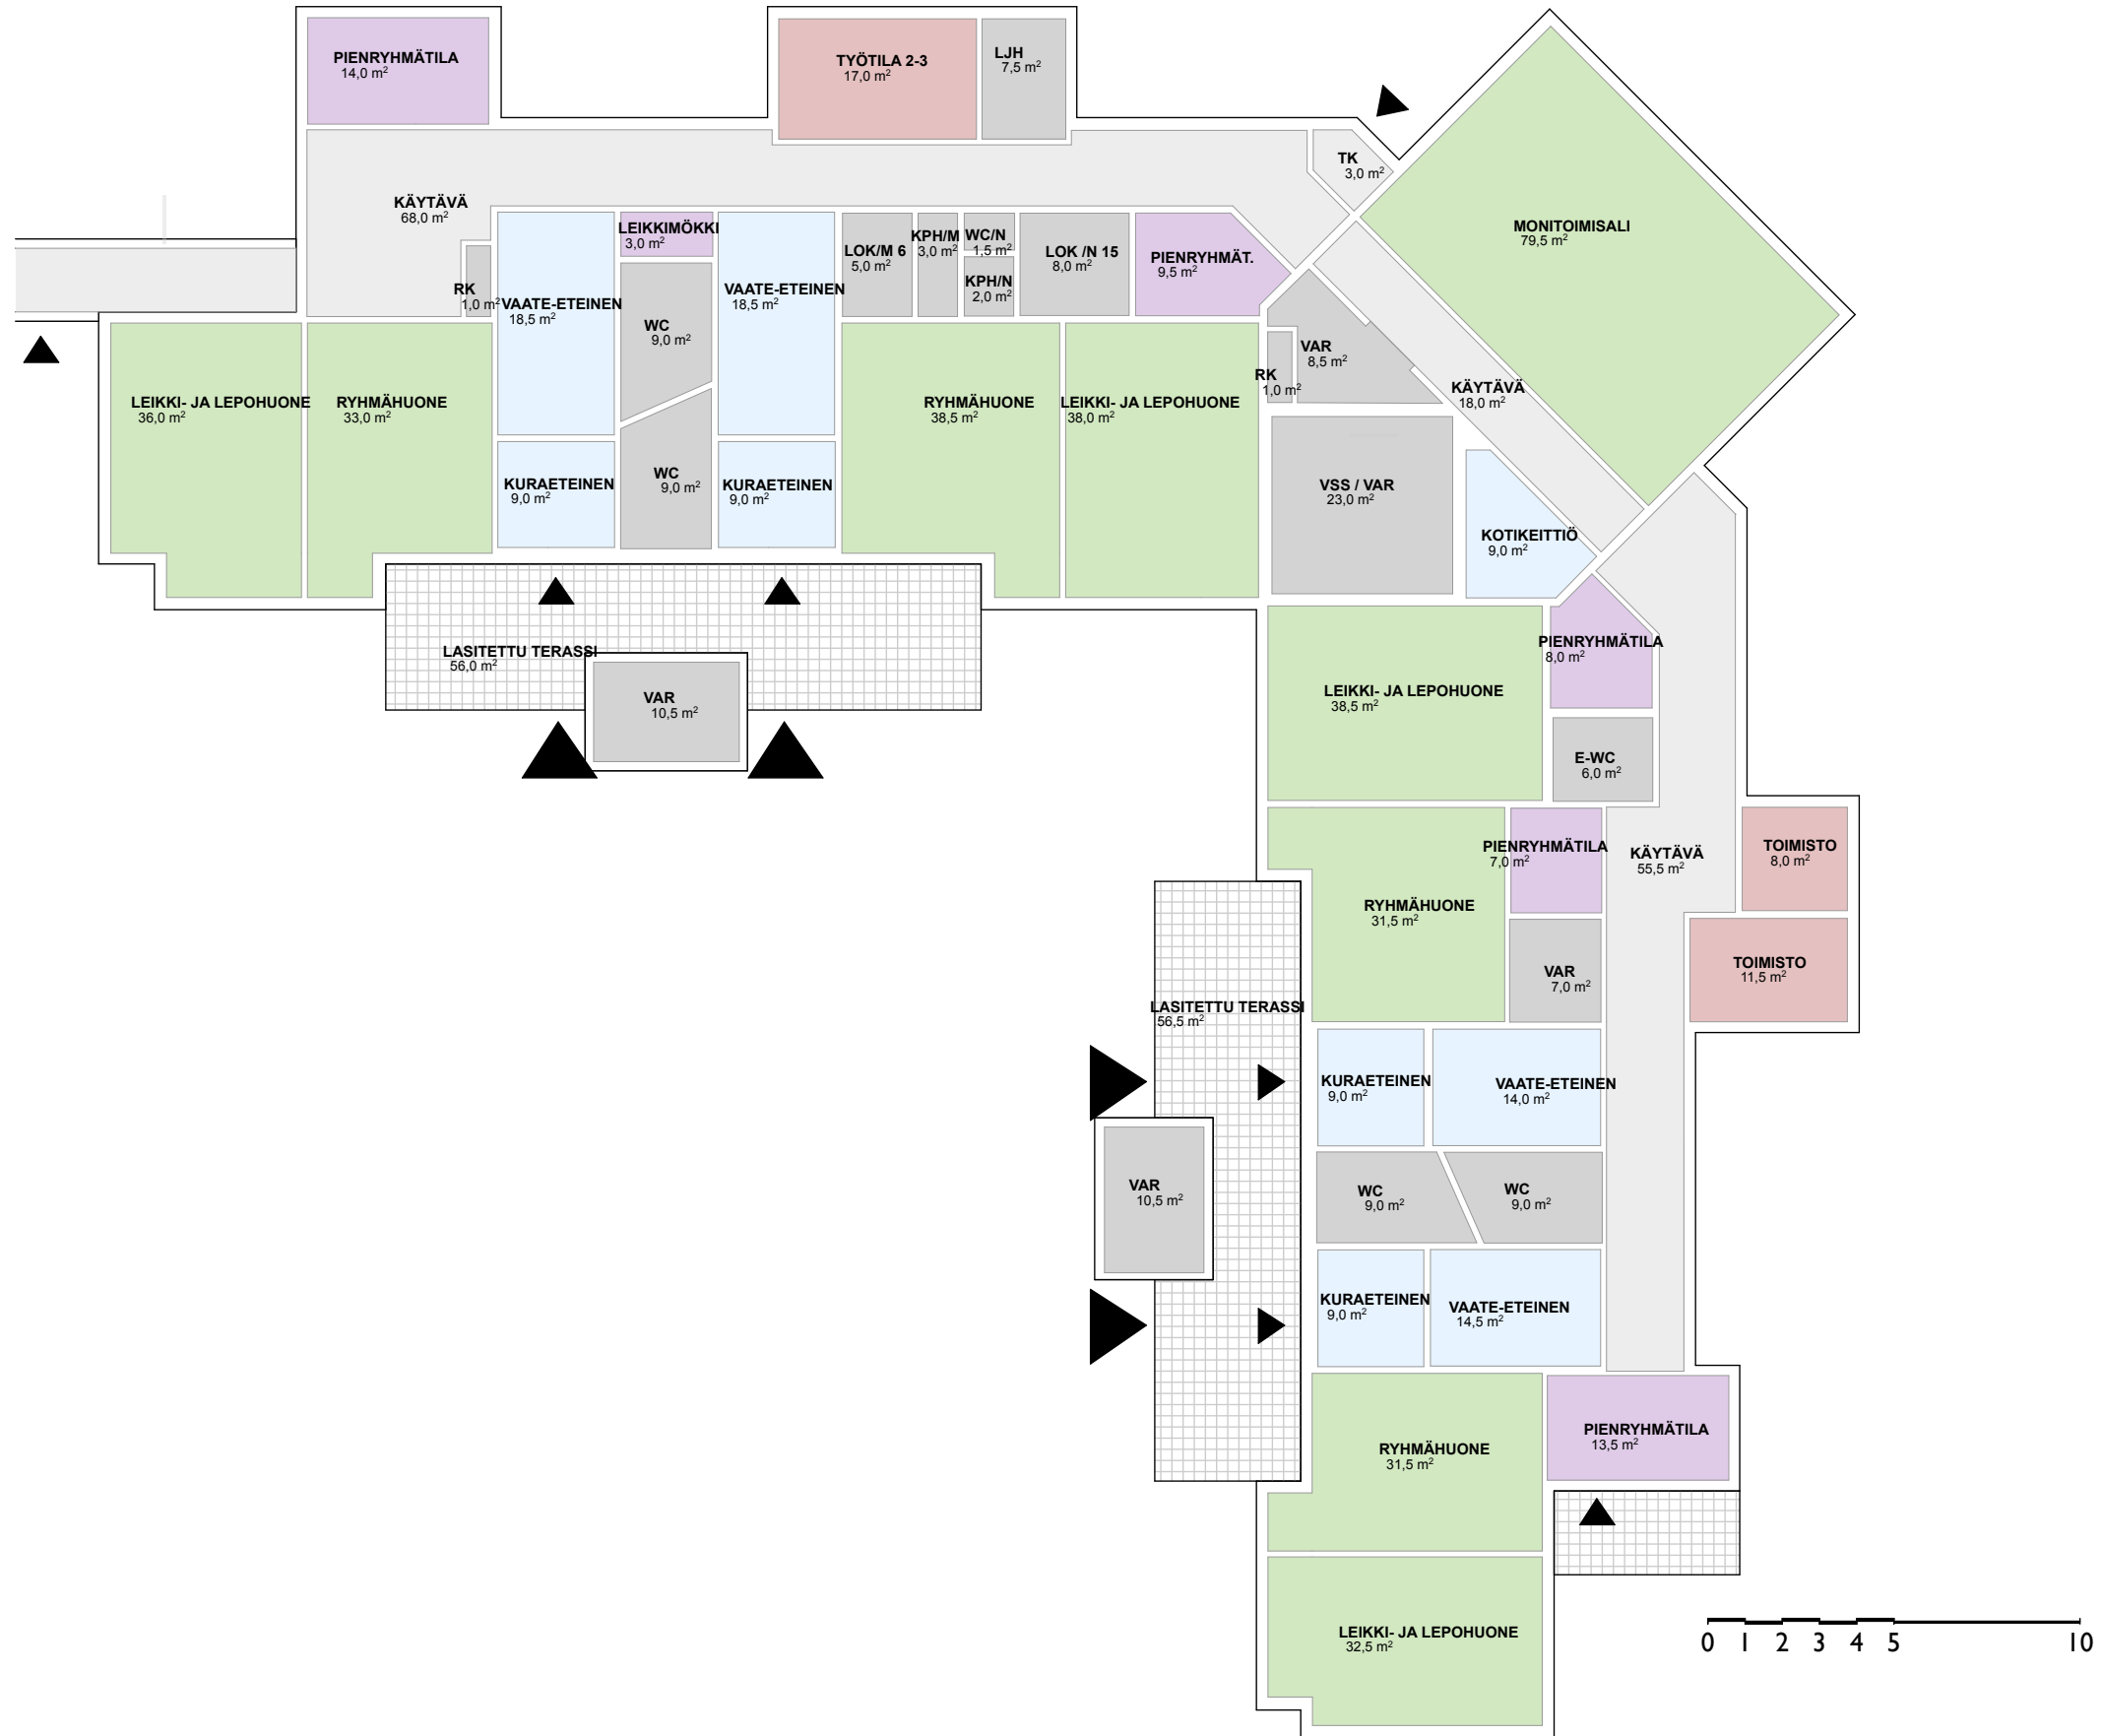 PIENRYHMÄTILA
14,0 m²
TYÖTILA 2-3
17,0 m²
LJH
7,5 m²
TK
3,0 m²
KÄYTÄVÄ
68,0 m²
MONITOIMISALI
79,5 m²
LEIKKIMÖKKI
3,0 m²
LOK/M 6
5,0 m²
KPH/M
3,0 m²
WC/N
1,5 m²
KPH/N
2,0 m²
LOK /N 15
8,0 m²
PIENRYHMÄT.
9,5 m²
RK
1,0 m²
VAATE-ETEINEN
18,5 m²
VAATE-ETEINEN
18,5 m²
WC
9,0 m²
VAR
8,5 m²
RK
1,0 m²
KÄYTÄVÄ
18,0 m²
LEIKKI- JA LEPOHUONE
36,0 m²
RYHMÄHUONE
33,0 m²
RYHMÄHUONE
38,5 m²
LEIKKI- JA LEPOHUONE
38,0 m²
KURAETEINEN
9,0 m²
WC
9,0 m²
KURAETEINEN
9,0 m²
VSS / VAR
23,0 m²
KOTIKEITTIÖ
9,0 m²
LASITETTU TERASSI
56,0 m²
VAR
10,5 m²
PIENRYHMÄTILA
8,0 m²
LEIKKI- JA LEPOHUONE
38,5 m²
E-WC
6,0 m²
PIENRYHMÄTILA
7,0 m²
KÄYTÄVÄ
55,5 m²
TOIMISTO
8,0 m²
RYHMÄHUONE
31,5 m²
VAR
7,0 m²
TOIMISTO
11,5 m²
LASITETTU TERASSI
56,5 m²
KURAETEINEN
9,0 m²
VAATE-ETEINEN
14,0 m²
VAR
10,5 m²
WC
9,0 m²
WC
9,0 m²
KURAETEINEN
9,0 m²
VAATE-ETEINEN
14,5 m²
RYHMÄHUONE
31,5 m²
PIENRYHMÄTILA
13,5 m²
LEIKKI- JA LEPOHUONE
32,5 m²
0 1 2 3 4 5 10